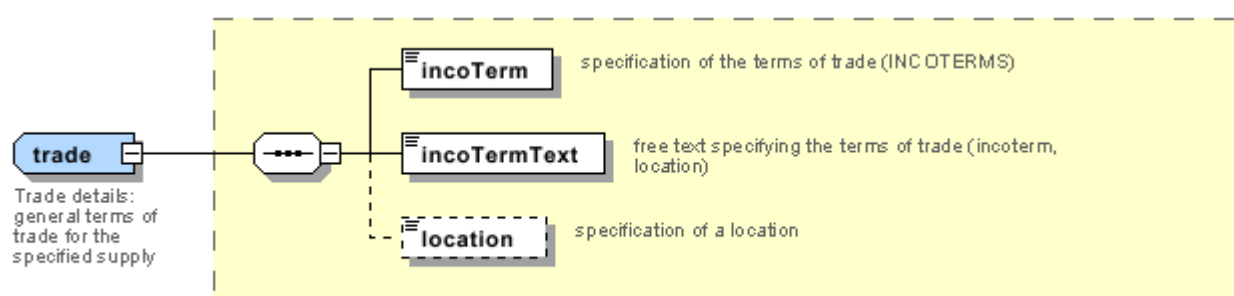 incoTerm
specification of the terms of trade (INCOTERMS)
trade
incoTermText
free text specifying the terms of trade (incoterm,
location)
Trade details:
general terms of
trade for the
specified supply
location
specification of a location